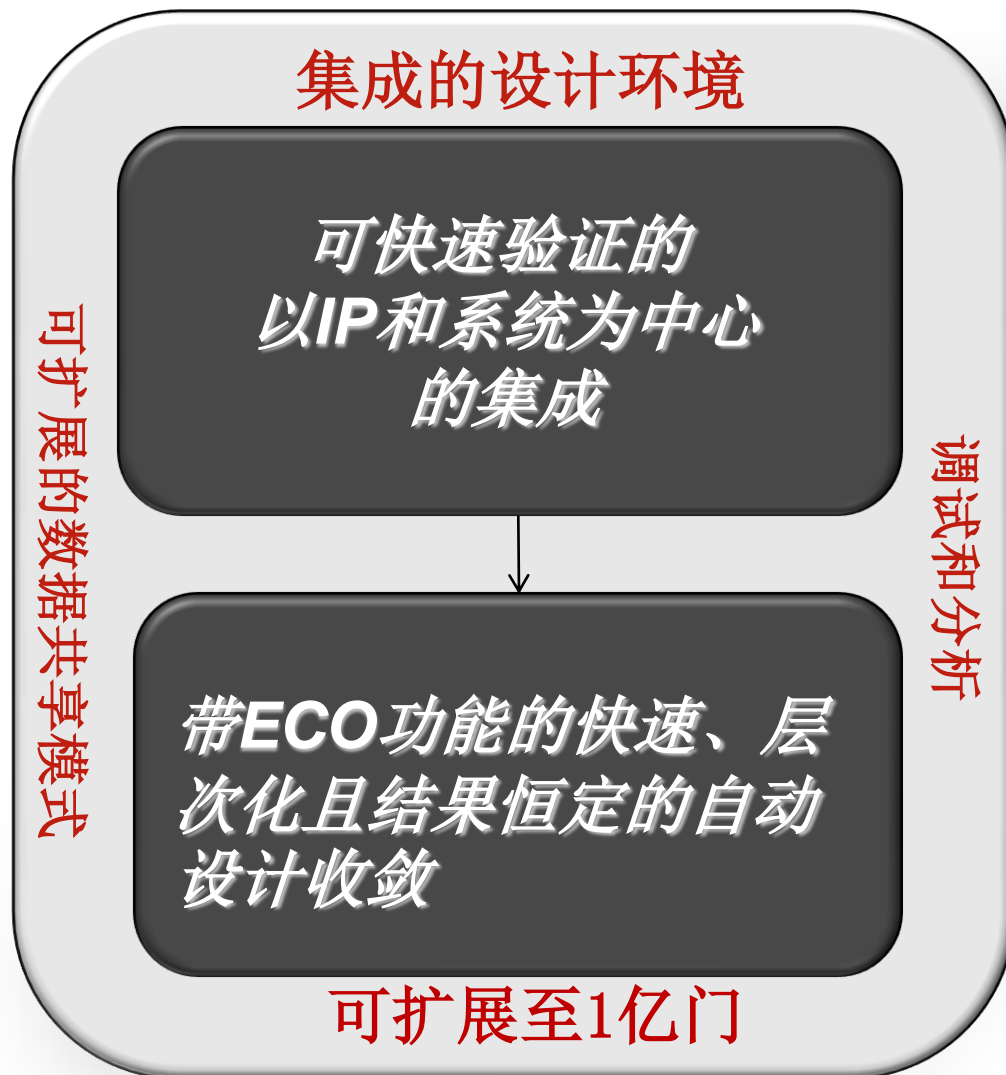 集成的设计环境
可快速验证的
以IP和系统为中心
的集成
可扩展的数据共享模式
调试和分析
带ECO功能的快速、层
次化且结果恒定的自动
设计收敛
可扩展至1亿门